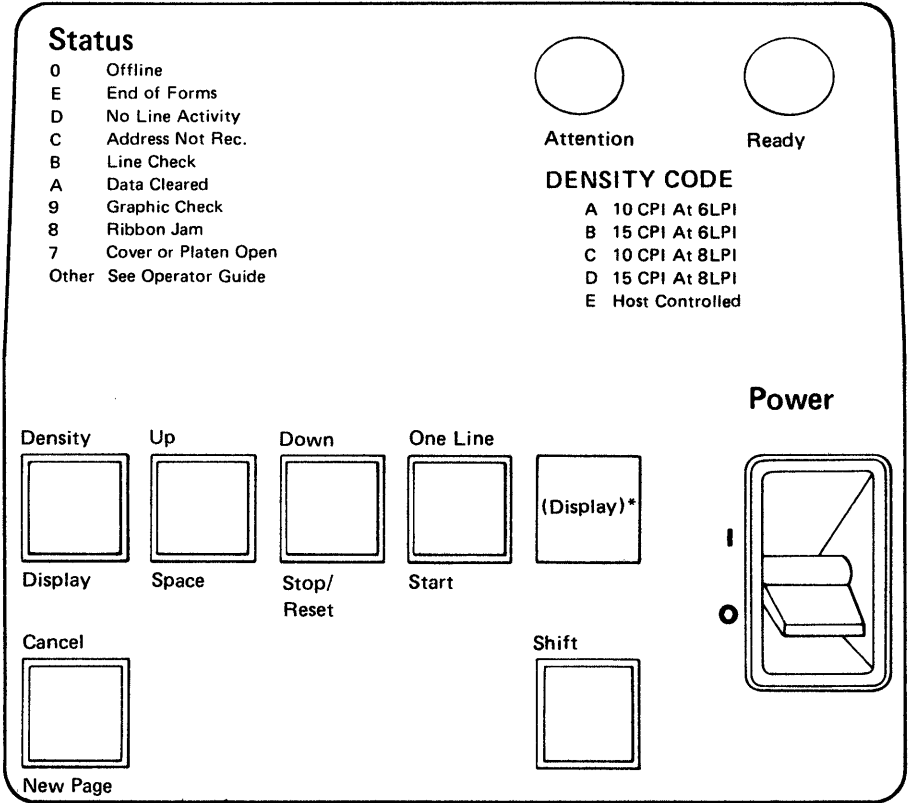 Status
0 Offline
E End of Forms
D No Line Activity
C Address Not Rec.
B Line Check
A Data Cleared
9 Graphic Check
8 Ribbon Jam
7 Cover or Platen Open
Other See Operator Guide
Attention
Ready
DENSITY CODE
A 10 CPI At 6LPI
B 15 CPI At 6LPI
C 10 CPI At 8LPI
D 15 CPI At 8LPI
E Host Controlled
Power
I
O
Density
Up
Down
One Line
(Display)*
Display
Space
Stop/
Reset
Start
Cancel
Shift
New Page